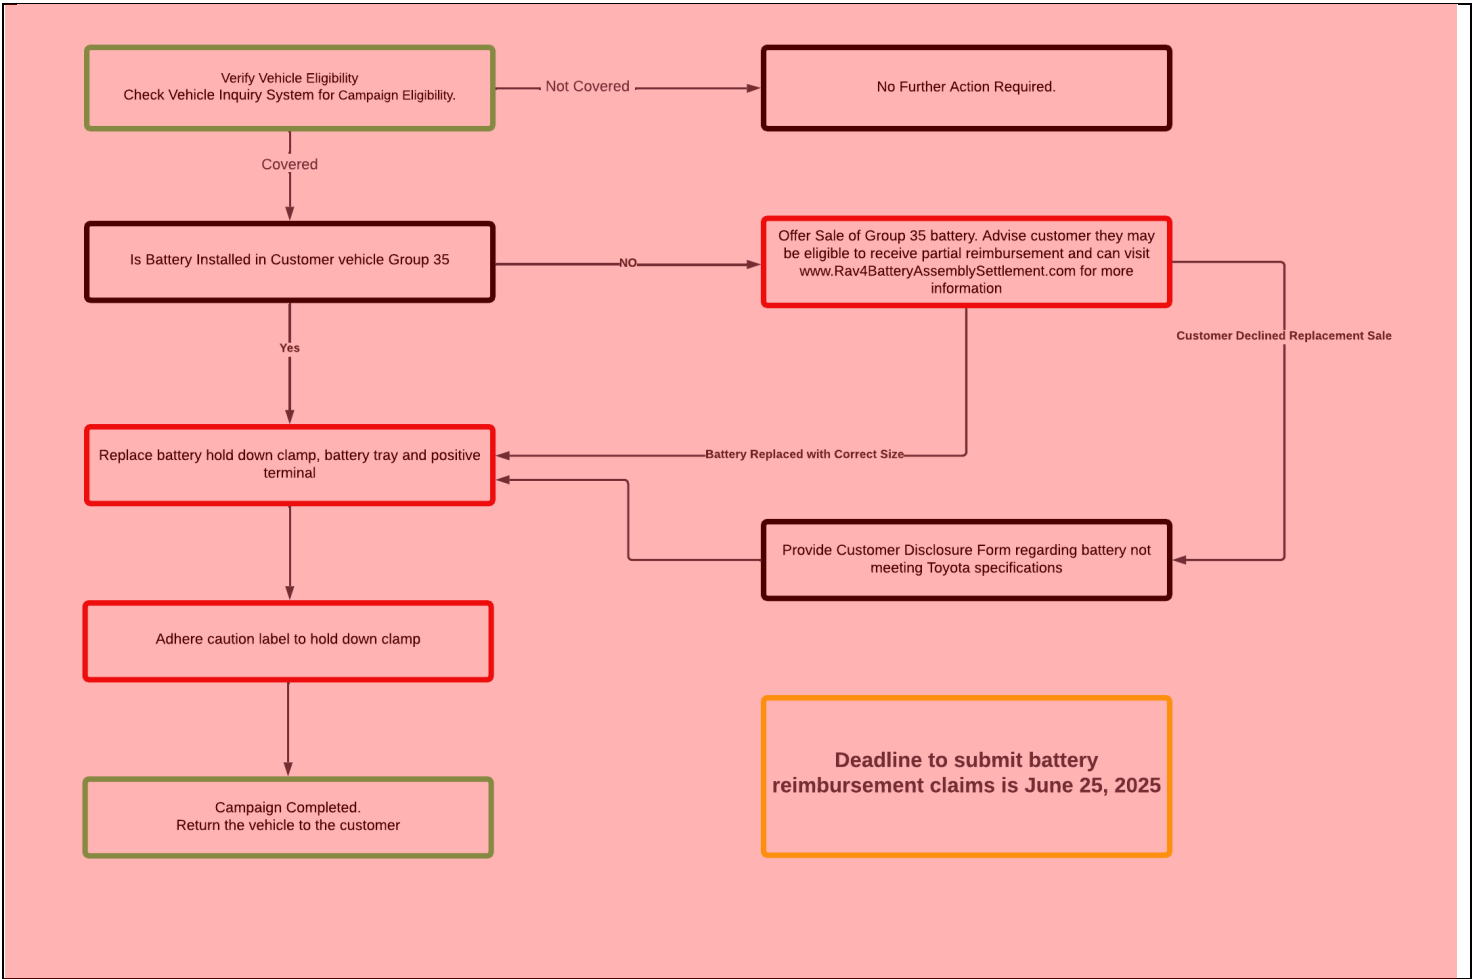 Verify Vehicle Eligibility
Check Vehicle Inquiry System for Campaign Eligibility.
Not Covered
No Further Action Required.
Covered
Is Battery Installed in Customer vehicle Group 35
NO
Offer Sale of Group 35 battery. Advise customer they may
be eligible to receive partial reimbursement and can visit
www.Rav4BatteryAssemblySettlement.com for more
information
Customer Declined Replacement Sale
Yes
Replace battery hold down clamp, battery tray and positive
terminal
Battery Replaced with Correct Size
Provide Customer Disclosure Form regarding battery not
meeting Toyota specifications
Adhere caution label to hold down clamp
Deadline to submit battery
reimbursement claims is June 25, 2025
Campaign Completed.
Return the vehicle to the customer